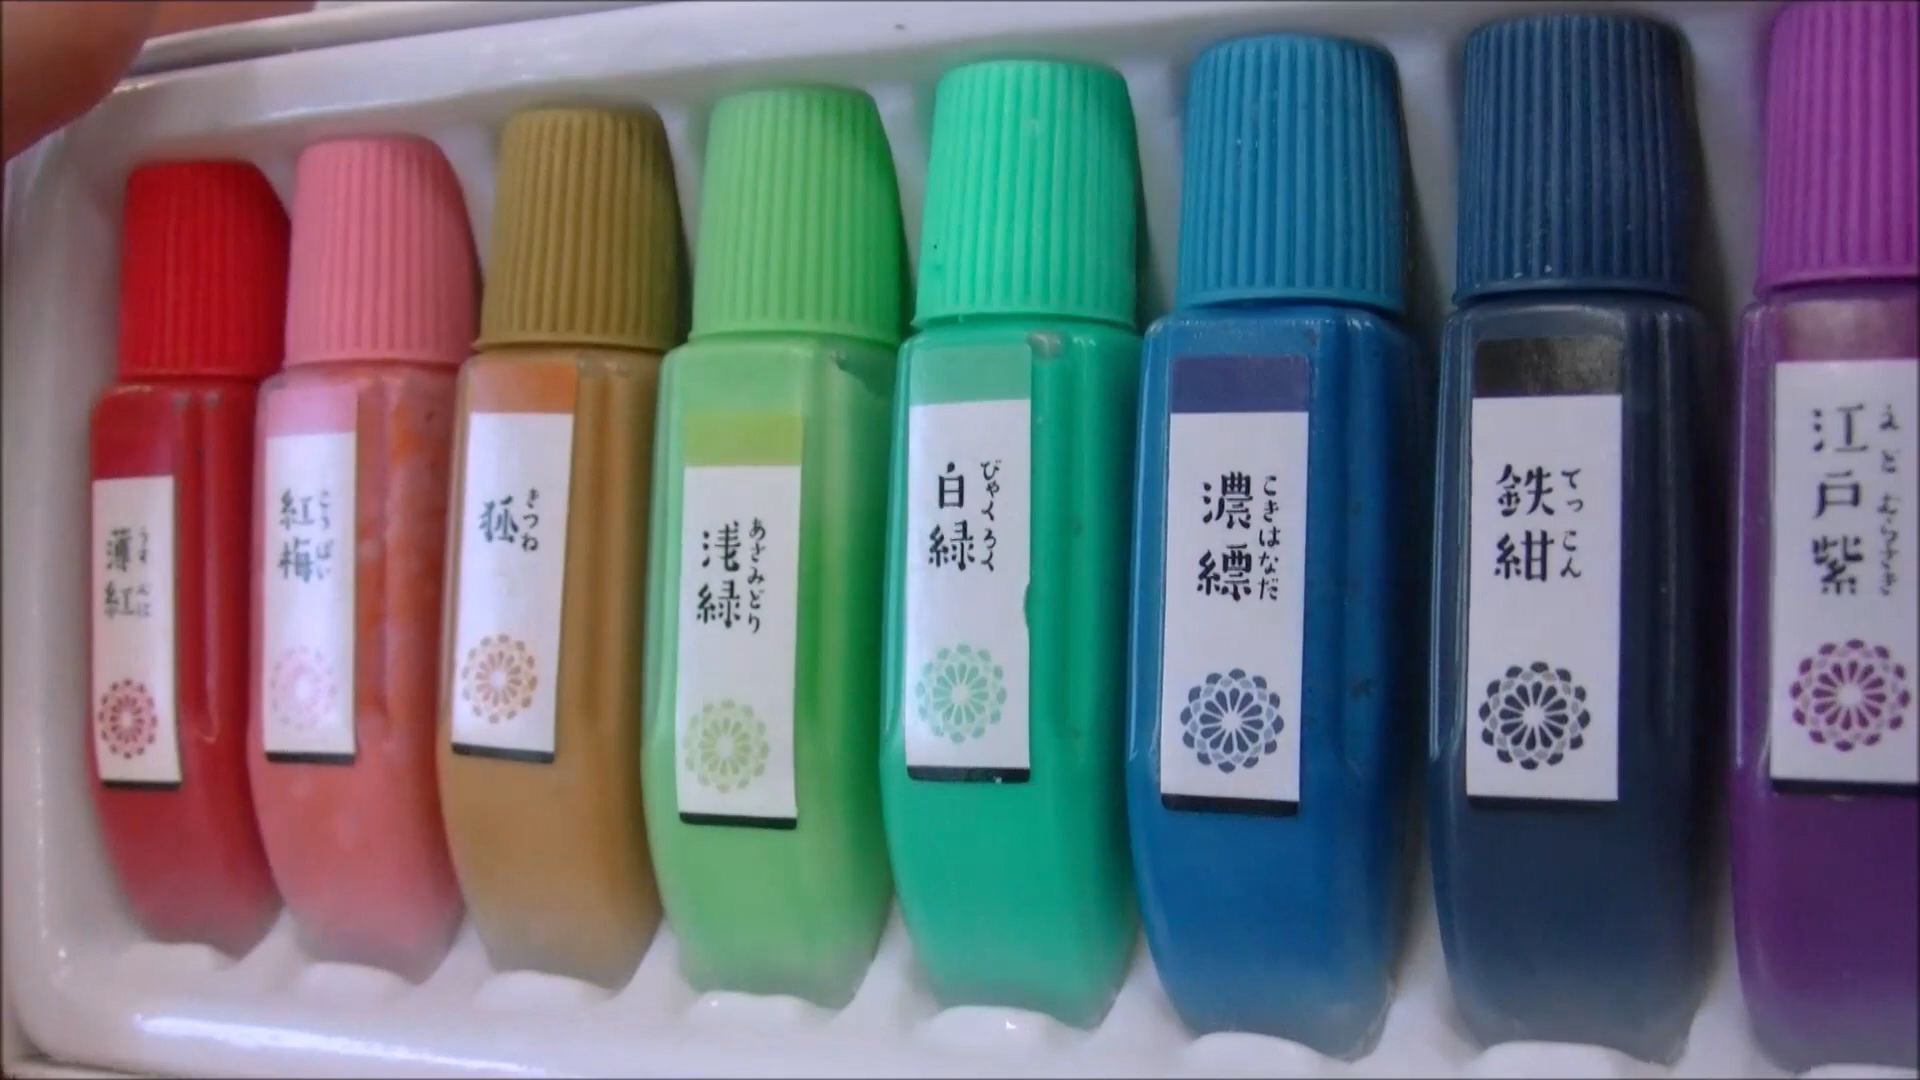 薄紅
うすべに
紅梅
こうばい
狐
きつね
浅緑
あさみどり
白緑
びゃくろく
濃縹
こきはなだ
鉄紺
てつこん
江戸紫
えどむらさき